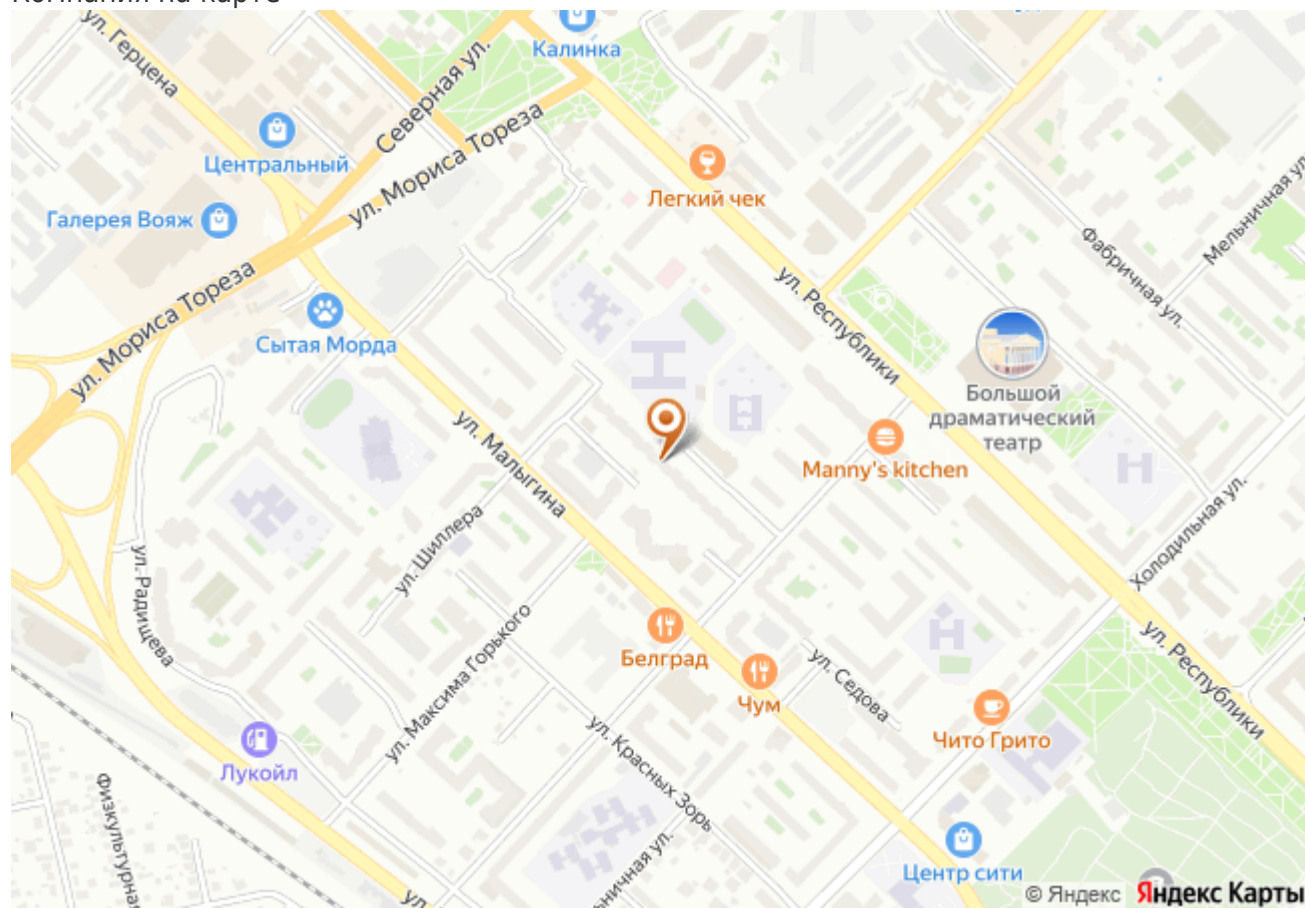 Компания на карте
Калинка
ул. Герцена
Северная ул.
Центральный
ул. Мориса Тореза
Легкий чек
Галерея Вояж
Мельничная ул.
Фабричная ул.
ул. Мориса Тореза
Сытая Морда
ул. Республики
Большой
драматический
театр
ул. Малыгина
Manny's kitchen
ул. Шиллера
Холодильная ул.
ул. Радищева
ул. Максима Горького
Белград
ул. Седова
ул. Республики
Чум
Чито Грито
ул. Красных Зорь
Лукойл
Физкультурная
Центр сити
ул.
© Яндекс Яндекс Карты